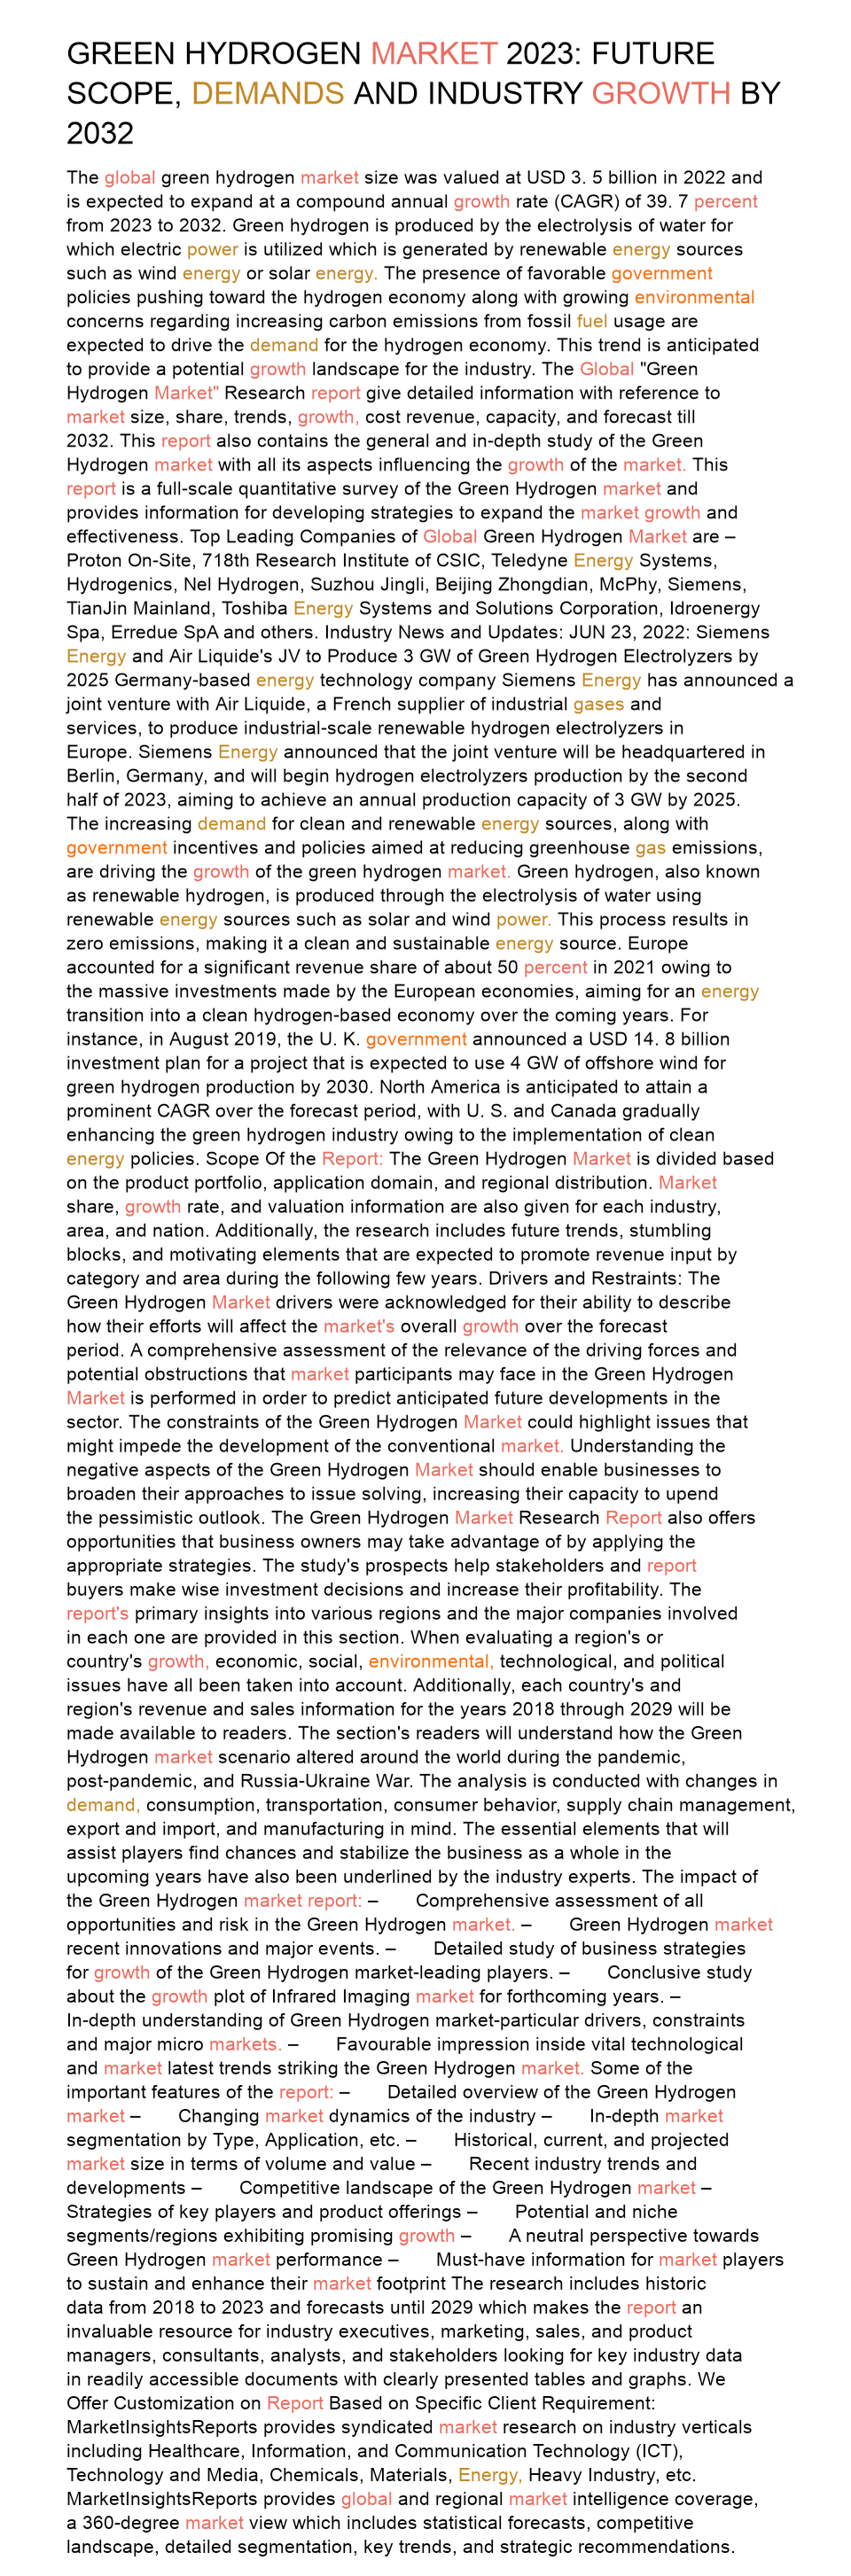 GREEN HYDROGEN MARKET 2023: FUTURE
SCOPE, DEMANDS AND INDUSTRY GROWTH BY
2032
The global green hydrogen market size was valued at USD 3. 5 billion in 2022 and
is expected to expand at a compound annual growth rate (CAGR) of 39. 7 percent
from 2023 to 2032. Green hydrogen is produced by the electrolysis of water for
which electric power is utilized which is generated by renewable energy sources
such as wind energy or solar energy. The presence of favorable government
policies pushing toward the hydrogen economy along with growing environmental
concerns regarding increasing carbon emissions from fossil fuel usage are
expected to drive the demand for the hydrogen economy. This trend is anticipated
to provide a potential growth landscape for the industry. The Global "Green
Hydrogen Market" Research report give detailed information with reference to
market size, share, trends, growth, cost revenue, capacity, and forecast till
2032. This report also contains the general and in-depth study of the Green
Hydrogen market with all its aspects influencing the growth of the market. This
report is a full-scale quantitative survey of the Green Hydrogen market and
provides information for developing strategies to expand the market growth and
effectiveness. Top Leading Companies of Global Green Hydrogen Market are –
Proton On-Site, 718th Research Institute of CSIC, Teledyne Energy Systems,
Hydrogenics, Nel Hydrogen, Suzhou Jingli, Beijing Zhongdian, McPhy, Siemens,
TianJin Mainland, Toshiba Energy Systems and Solutions Corporation, Idroenergy
Spa, Erredue SpA and others. Industry News and Updates: JUN 23, 2022: Siemens
Energy and Air Liquide's JV to Produce 3 GW of Green Hydrogen Electrolyzers by
2025 Germany-based energy technology company Siemens Energy has announced a
joint venture with Air Liquide, a French supplier of industrial gases and
services, to produce industrial-scale renewable hydrogen electrolyzers in
Europe. Siemens Energy announced that the joint venture will be headquartered in
Berlin, Germany, and will begin hydrogen electrolyzers production by the second
half of 2023, aiming to achieve an annual production capacity of 3 GW by 2025.
The increasing demand for clean and renewable energy sources, along with
government incentives and policies aimed at reducing greenhouse gas emissions,
are driving the growth of the green hydrogen market. Green hydrogen, also known
as renewable hydrogen, is produced through the electrolysis of water using
renewable energy sources such as solar and wind power. This process results in
zero emissions, making it a clean and sustainable energy source. Europe
accounted for a significant revenue share of about 50 percent in 2021 owing to
the massive investments made by the European economies, aiming for an energy
transition into a clean hydrogen-based economy over the coming years. For
instance, in August 2019, the U. K. government announced a USD 14. 8 billion
investment plan for a project that is expected to use 4 GW of offshore wind for
green hydrogen production by 2030. North America is anticipated to attain a
prominent CAGR over the forecast period, with U. S. and Canada gradually
enhancing the green hydrogen industry owing to the implementation of clean
energy policies. Scope Of the Report: The Green Hydrogen Market is divided based
on the product portfolio, application domain, and regional distribution. Market
share, growth rate, and valuation information are also given for each industry,
area, and nation. Additionally, the research includes future trends, stumbling
blocks, and motivating elements that are expected to promote revenue input by
category and area during the following few years. Drivers and Restraints: The
Green Hydrogen Market drivers were acknowledged for their ability to describe
how their efforts will affect the market's overall growth over the forecast
period. A comprehensive assessment of the relevance of the driving forces and
potential obstructions that market participants may face in the Green Hydrogen
Market is performed in order to predict anticipated future developments in the
sector. The constraints of the Green Hydrogen Market could highlight issues that
might impede the development of the conventional market. Understanding the
negative aspects of the Green Hydrogen Market should enable businesses to
broaden their approaches to issue solving, increasing their capacity to upend
the pessimistic outlook. The Green Hydrogen Market Research Report also offers
opportunities that business owners may take advantage of by applying the
appropriate strategies. The study's prospects help stakeholders and report
buyers make wise investment decisions and increase their profitability. The
report's primary insights into various regions and the major companies involved
in each one are provided in this section. When evaluating a region's or
country's growth, economic, social, environmental, technological, and political
issues have all been taken into account. Additionally, each country's and
region's revenue and sales information for the years 2018 through 2029 will be
made available to readers. The section's readers will understand how the Green
Hydrogen market scenario altered around the world during the pandemic,
post-pandemic, and Russia-Ukraine War. The analysis is conducted with changes in
demand, consumption, transportation, consumer behavior, supply chain management,
export and import, and manufacturing in mind. The essential elements that will
assist players find chances and stabilize the business as a whole in the
upcoming years have also been underlined by the industry experts. The impact of
the Green Hydrogen market report: –       Comprehensive assessment of all
opportunities and risk in the Green Hydrogen market. –       Green Hydrogen market
recent innovations and major events. –       Detailed study of business strategies
for growth of the Green Hydrogen market-leading players. –       Conclusive study
about the growth plot of Infrared Imaging market for forthcoming years. –
In-depth understanding of Green Hydrogen market-particular drivers, constraints
and major micro markets. –       Favourable impression inside vital technological
and market latest trends striking the Green Hydrogen market. Some of the
important features of the report: –       Detailed overview of the Green Hydrogen
market –       Changing market dynamics of the industry –       In-depth market
segmentation by Type, Application, etc. –       Historical, current, and projected
market size in terms of volume and value –       Recent industry trends and
developments –       Competitive landscape of the Green Hydrogen market –
Strategies of key players and product offerings –       Potential and niche
segments/regions exhibiting promising growth –       A neutral perspective towards
Green Hydrogen market performance –       Must-have information for market players
to sustain and enhance their market footprint The research includes historic
data from 2018 to 2023 and forecasts until 2029 which makes the report an
invaluable resource for industry executives, marketing, sales, and product
managers, consultants, analysts, and stakeholders looking for key industry data
in readily accessible documents with clearly presented tables and graphs. We
Offer Customization on Report Based on Specific Client Requirement:
MarketInsightsReports provides syndicated market research on industry verticals
including Healthcare, Information, and Communication Technology (ICT),
Technology and Media, Chemicals, Materials, Energy, Heavy Industry, etc.
MarketInsightsReports provides global and regional market intelligence coverage,
a 360-degree market view which includes statistical forecasts, competitive
landscape, detailed segmentation, key trends, and strategic recommendations.